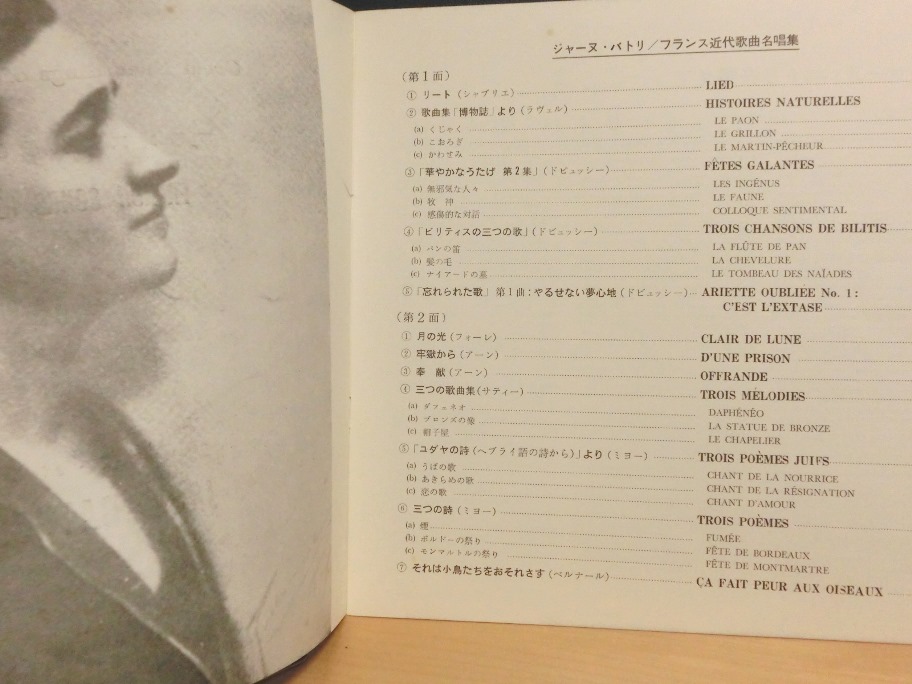 ジャーヌ・バトリ／フランス近代歌曲名唱集
（第１面）
① リート（シャブリエ） LIED
② 歌曲集「博物誌」より（ラヴェル） HISTOIRES NATURELLES
(a) くじゃく LE PAON
(b) こおろぎ LE GRILLON
(c) かわせみ LE MARTIN-PÊCHEUR
③「華やかなうたげ 第２集」（ドビュッシー） FÊTES GALANTES
(a) 無邪気な人々 LES INGÉNUS
(b) 牧 神 LE FAUNE
(c) 感傷的な対話 COLLOQUE SENTIMENTAL
④「ビリティスの三つの歌」（ドビュッシー） TROIS CHANSONS DE BILITIS
(a) パンの笛 LA FLÛTE DE PAN
(b) 髪の毛 LA CHEVELURE
(c) ナイアードの墓 LE TOMBEAU DES NAÏADES
⑤「忘れられた歌」第１曲：やるせない夢心地（ドビュッシー） ARIETTE OUBLIÉE No. 1 :
C'EST L'EXTASE
（第２面）
① 月の光（フォーレ） CLAIR DE LUNE
② 牢獄から（アーン） D'UNE PRISON
③ 奉 献（アーン） OFFRANDE
④ 三つの歌曲集（サティー） TROIS MÉLODIES
(a) ダフェネオ DAPHÉNÉO
(b) ブロンズの像 LA STATUE DE BRONZE
(c) 帽子屋 LE CHAPELIER
⑤「ユダヤの詩（ヘブライ語の詩から）」より（ミヨー） TROIS POÈMES JUIFS
(a) うばの歌 CHANT DE LA NOURRICE
(b) あきらめの歌 CHANT DE LA RÉSIGNATION
(c) 恋の歌 CHANT D'AMOUR
⑥ 三つの詩（ミヨー） TROIS POÈMES
(a) 煙 FUMÉE
(b) ボルドーの祭り FÊTE DE BORDEAUX
(c) モンマルトルの祭り FÊTE DE MONTMARTRE
⑦ それは小鳥たちをおそれさす（ベルナール） ÇA FAIT PEUR AUX OISEAUX